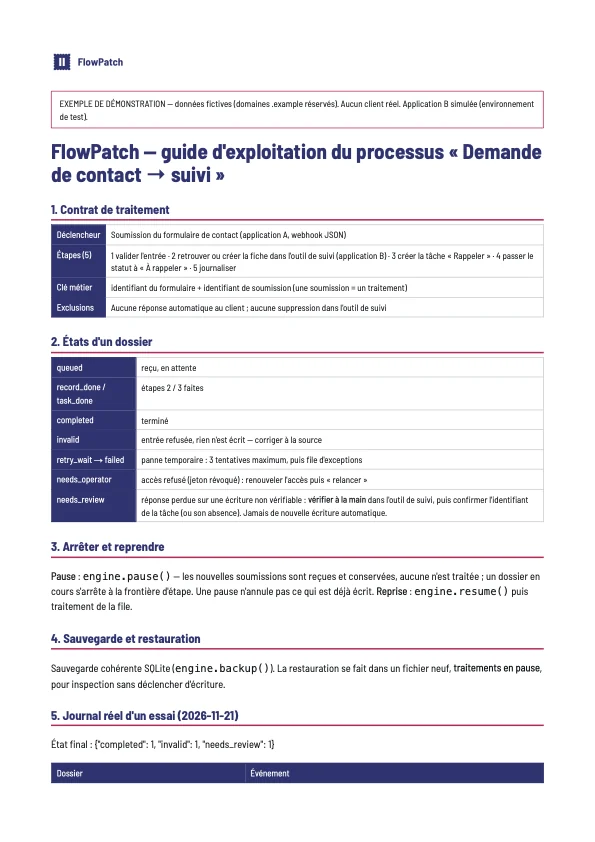 FlowPatch
EXEMPLE DE DÉMONSTRATION — données fictives (domaines .example réservés). Aucun client réel. Application B simulée (environnement
de test).
FlowPatch — guide d'exploitation du processus « Demande
de contact → suivi »
1. Contrat de traitement
Déclencheur Soumission du formulaire de contact (application A, webhook JSON)
Étapes (5) 1 valider l'entrée · 2 retrouver ou créer la fiche dans l'outil de suivi (application B) · 3 créer la tâche « Rappeler » · 4 passer le
statut à « À rappeler » · 5 journaliser
Clé métier identifiant du formulaire + identifiant de soumission (une soumission = un traitement)
Exclusions Aucune réponse automatique au client ; aucune suppression dans l'outil de suivi
2. États d'un dossier
queued reçu, en attente
record_done / étapes 2 / 3 faites
task_done
completed terminé
invalid entrée refusée, rien n'est écrit — corriger à la source
retry_wait → failed panne temporaire : 3 tentatives maximum, puis file d'exceptions
needs_operator accès refusé (jeton révoqué) : renouveler l'accès puis « relancer »
needs_review réponse perdue sur une écriture non vérifiable : vérifier à la main dans l'outil de suivi, puis confirmer l'identifiant
de la tâche (ou son absence). Jamais de nouvelle écriture automatique.
3. Arrêter et reprendre
Pause : engine.pause() — les nouvelles soumissions sont reçues et conservées, aucune n'est traitée ; un dossier en
cours s'arrête à la frontière d'étape. Une pause n'annule pas ce qui est déjà écrit. Reprise : engine.resume() puis
traitement de la file.
4. Sauvegarde et restauration
Sauvegarde cohérente SQLite (engine.backup()). La restauration se fait dans un fichier neuf, traitements en pause,
pour inspection sans déclencher d'écriture.
5. Journal réel d'un essai (2026-11-21)
État final : {"completed": 1, "invalid": 1, "needs_review": 1}
Dossier Événement